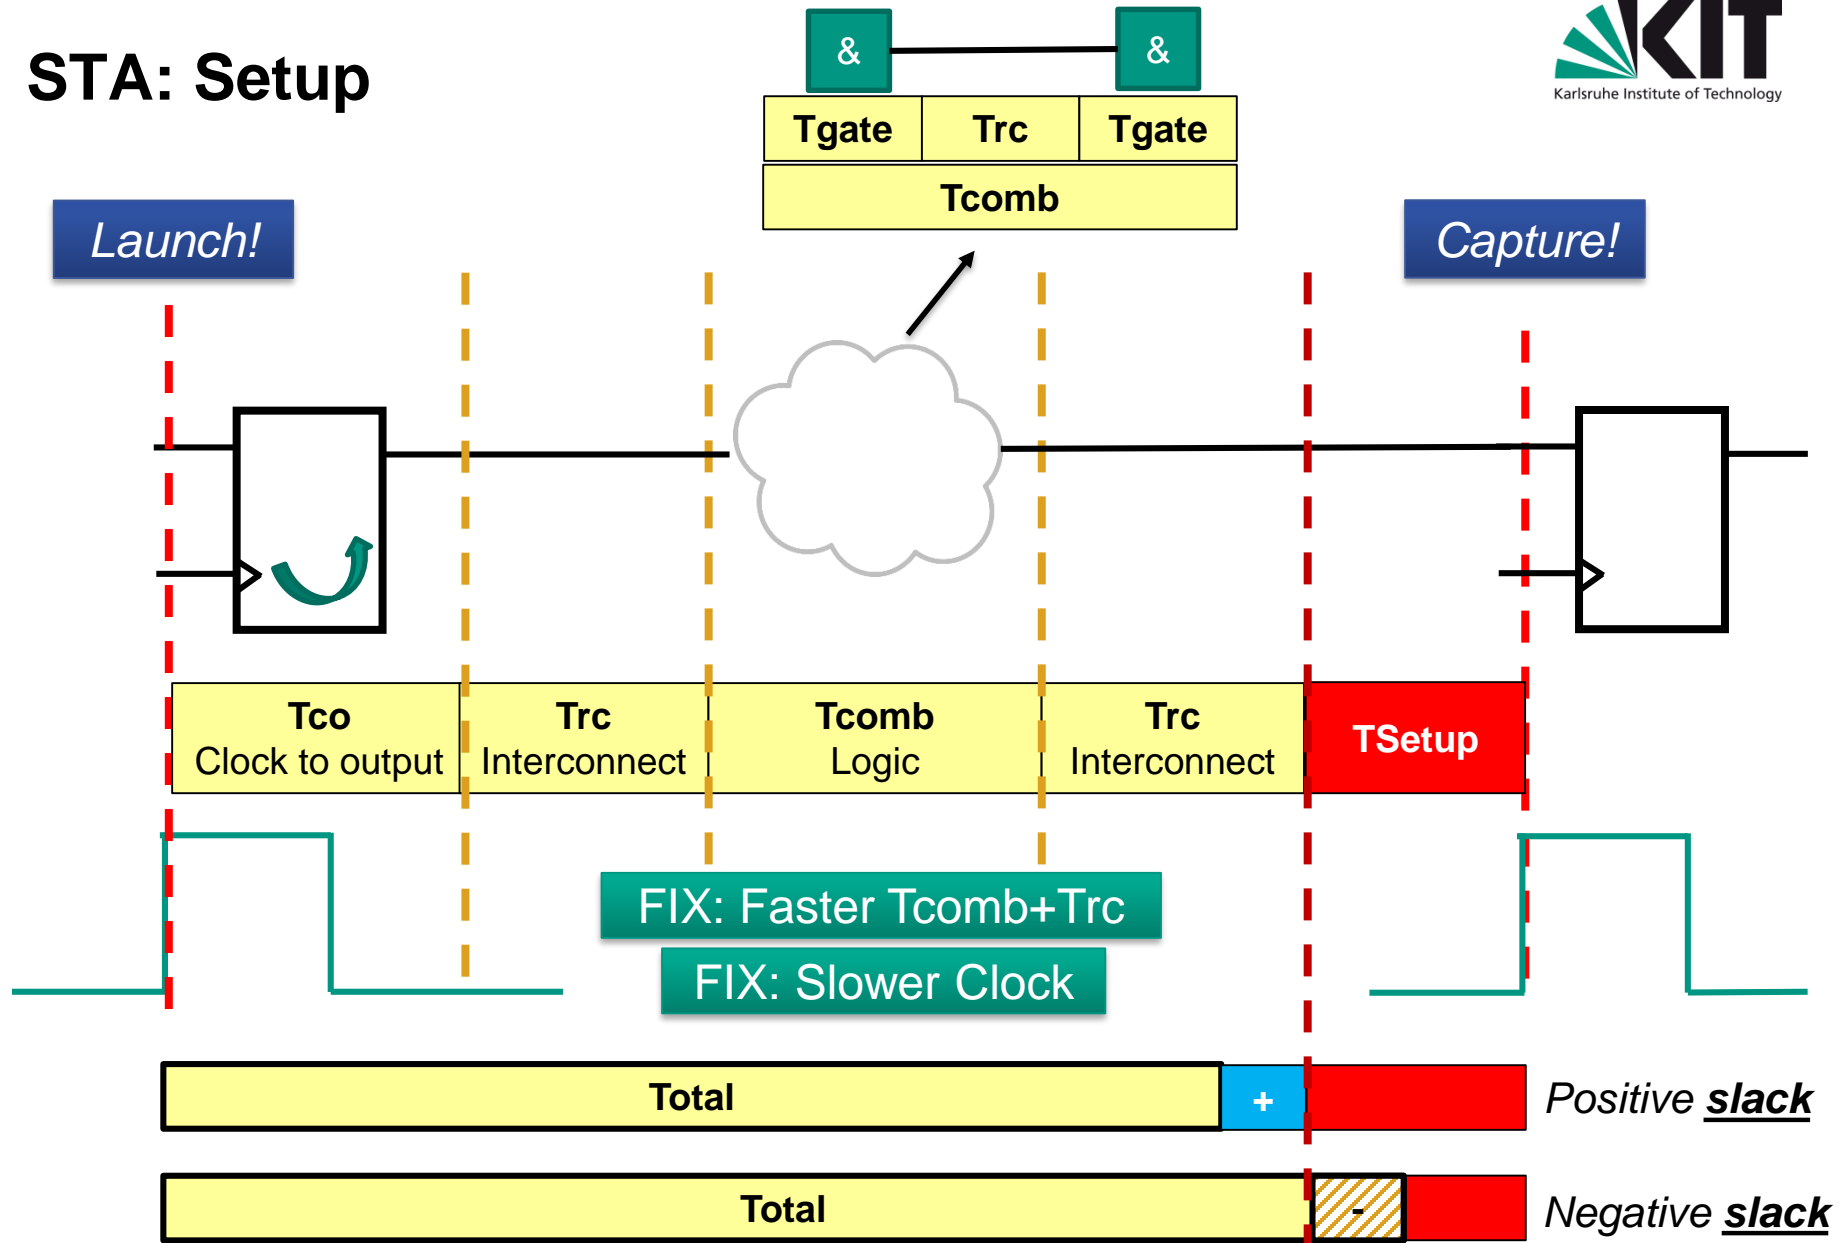 STA: Setup
& &
KIT
Karlsruhe Institute of Technology
Tgate Trc Tgate
Tcomb
Launch!
Capture!
Tco
Clock to output
Trc
Interconnect
Tcomb
Logic
Trc
Interconnect
TSetup
FIX: Faster Tcomb+Trc
FIX: Slower Clock
Total + Positive slack
Total - Negative slack